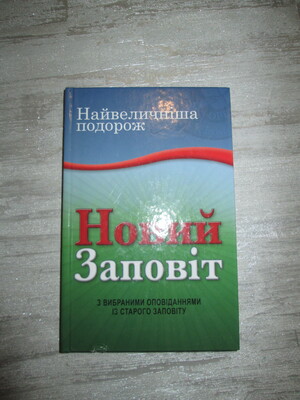 Найвеличніша
подорож
Новий
Заповіт
З ВИБРАНИМИ ОПОВІДАННЯМИ
ІЗ СТАРОГО ЗАПОВІТУ